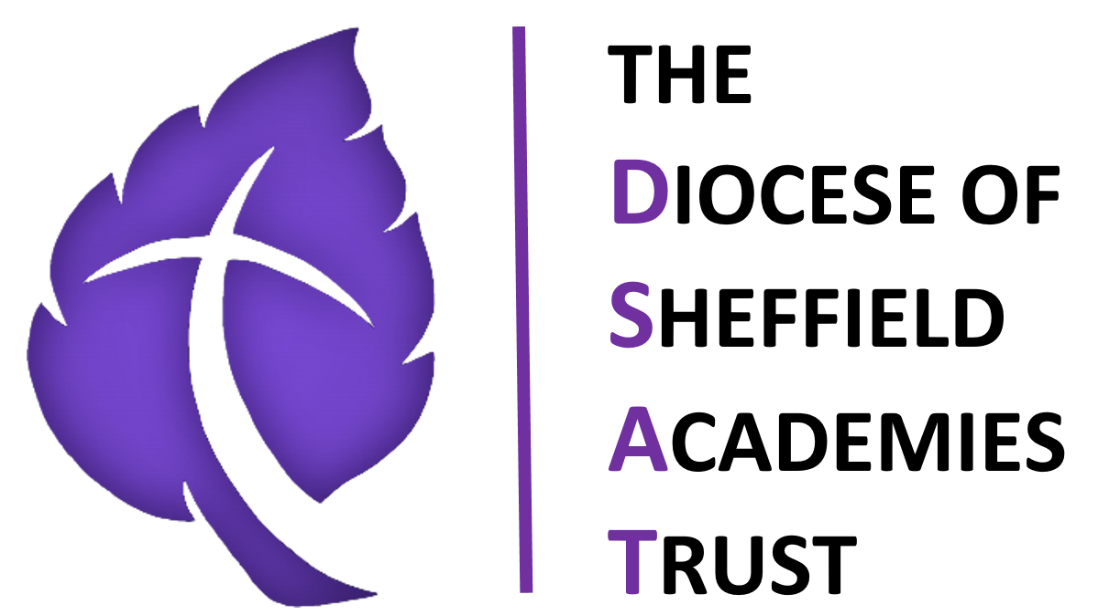 THE
DIOCESE OF
SHEFFIELD
ACADEMIES
TRUST